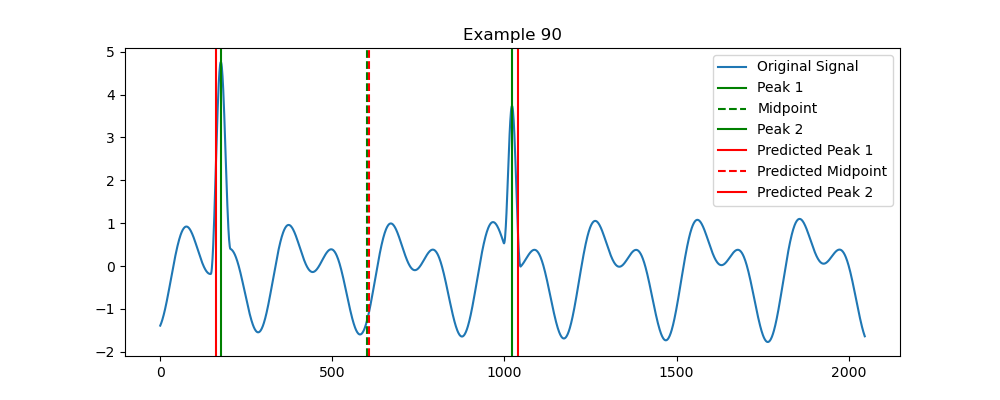 Example 90
5
4
3
2
1
0
−1
−2
0
500
1000
1500
2000
Original Signal
Peak 1
Midpoint
Peak 2
Predicted Peak 1
Predicted Midpoint
Predicted Peak 2